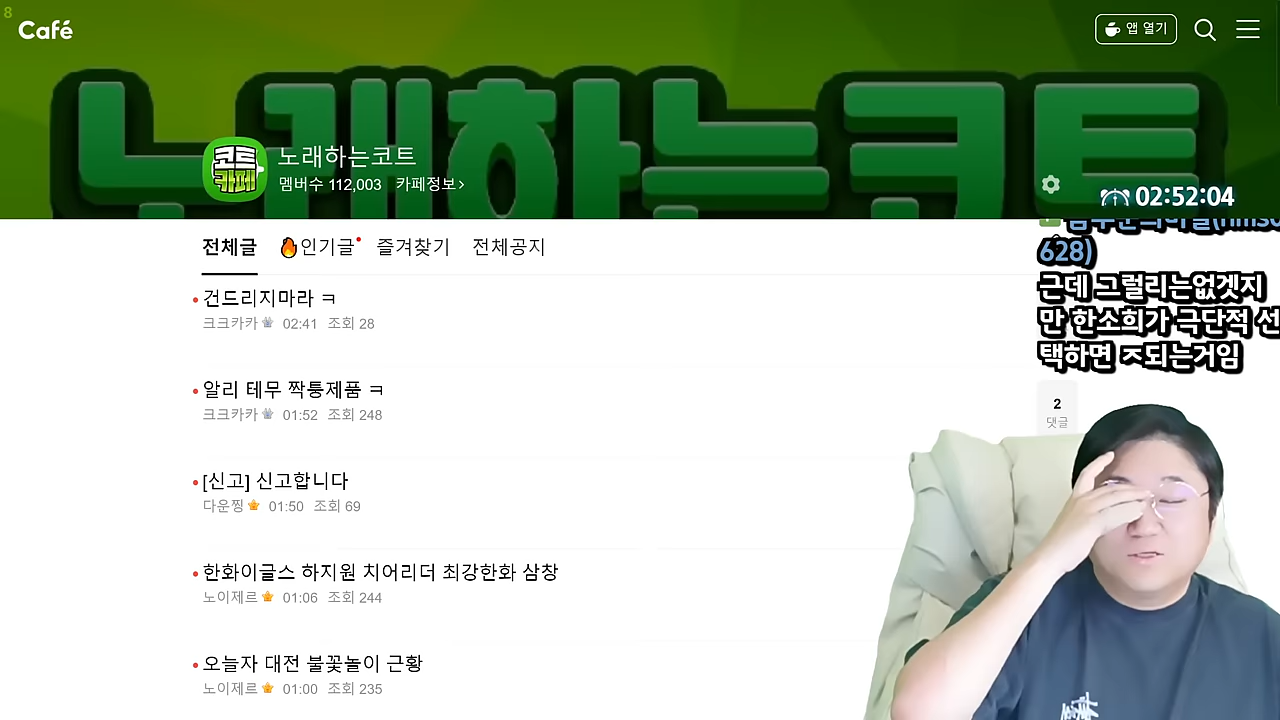 8
Café
앱 열기
노래하는코트
코트
카페
노래하는코트
멤버수 112,003 카페정보>
02:52:04
전체글 🔥인기글 즐겨찾기 전체공지
628)
근데 그럴리는없겟지
만 한소희가 극단적 선
택하면 ㅈ되는거임
건드리지마라 ㅋ
크크카카 02:41 조회 28
알리 테무 짝퉁제품 ㅋ
크크카카 01:52 조회 248
2
댓글
[신고] 신고합니다
다운찡 01:50 조회 69
한화이글스 하지원 치어리더 최강한화 삼창
노이제르 01:06 조회 244
오늘자 대전 불꽃놀이 근황
노이제르 01:00 조회 235